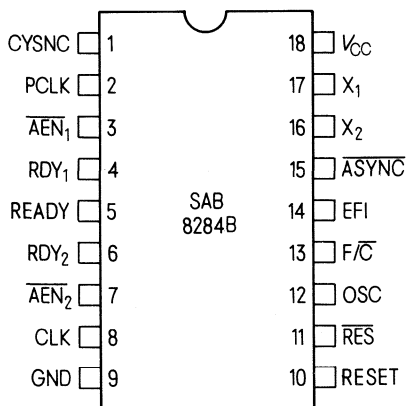 CYSNC 1 18 VCC
PCLK 2 17 X1
AEN1 3 16 X2
RDY1 4 15 ASYNC
READY 5 SAB 14 EFI
8284B
RDY2 6 13 F/C
AEN2 7 12 OSC
CLK 8 11 RES
GND 9 10 RESET